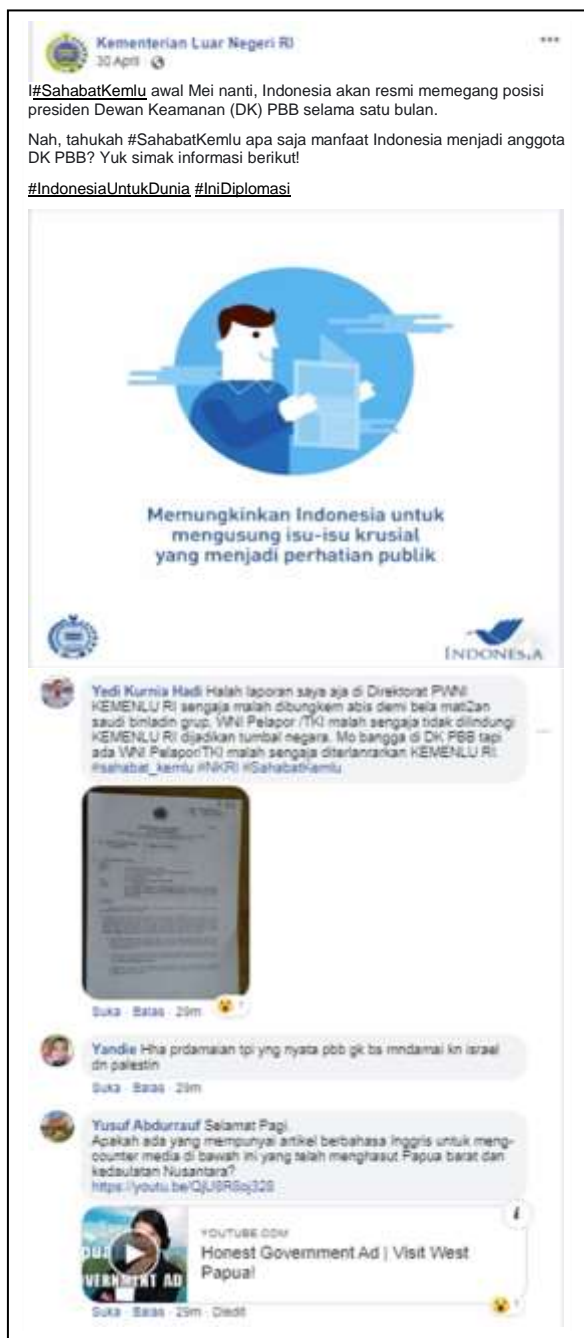 Kementerian Luar Negeri RI
30 April
I#SahabatKemlu awal Mei nanti, Indonesia akan resmi memegang posisi
presiden Dewan Keamanan (DK) PBB selama satu bulan.
Nah, tahukah #SahabatKemlu apa saja manfaat Indonesia menjadi anggota
DK PBB? Yuk simak informasi berikut!
#IndonesiaUntukDunia #IniDiplomasi
Memungkinkan Indonesia untuk
mengusung isu-isu krusial
yang menjadi perhatian publik
INDONESIA
Yedi Kurnia Hadi Halah laporan saya aja di Direktorat PWNI
KEMENLU RI sengaja malah dibungkem abis demi bela mati2an
saudi binladin grup, WNI Pelapor /TKI malah sengaja tidak dilindungi
KEMENLU RI dijadikan tumbal negara. Mo bangga di DK PBB tapi
ada WNI Pelapor/TKI malah sengaja diterlanrarkan KEMENLU RI
#sahabat_kemlu #NKRI #SahabatKemlu
Suka · Balas · 29m
1
Yandie Hha prdamaian tpi yng nyata pbb gk bs mndamai kn israel
dn palestin
Suka · Balas · 29m
Yusuf Abdurrauf Selamat Pagi.
Apakah ada yang mempunyai artikel berbahasa Inggris untuk meng-
counter media di bawah ini yang telah menghasut Papua barat dan
kedaulatan Nusantara?
YOUTUBE.COM
Honest Government Ad | Visit West
Papua!
VERNMENT AD
Suka · Balas · 29m · Diedit
1